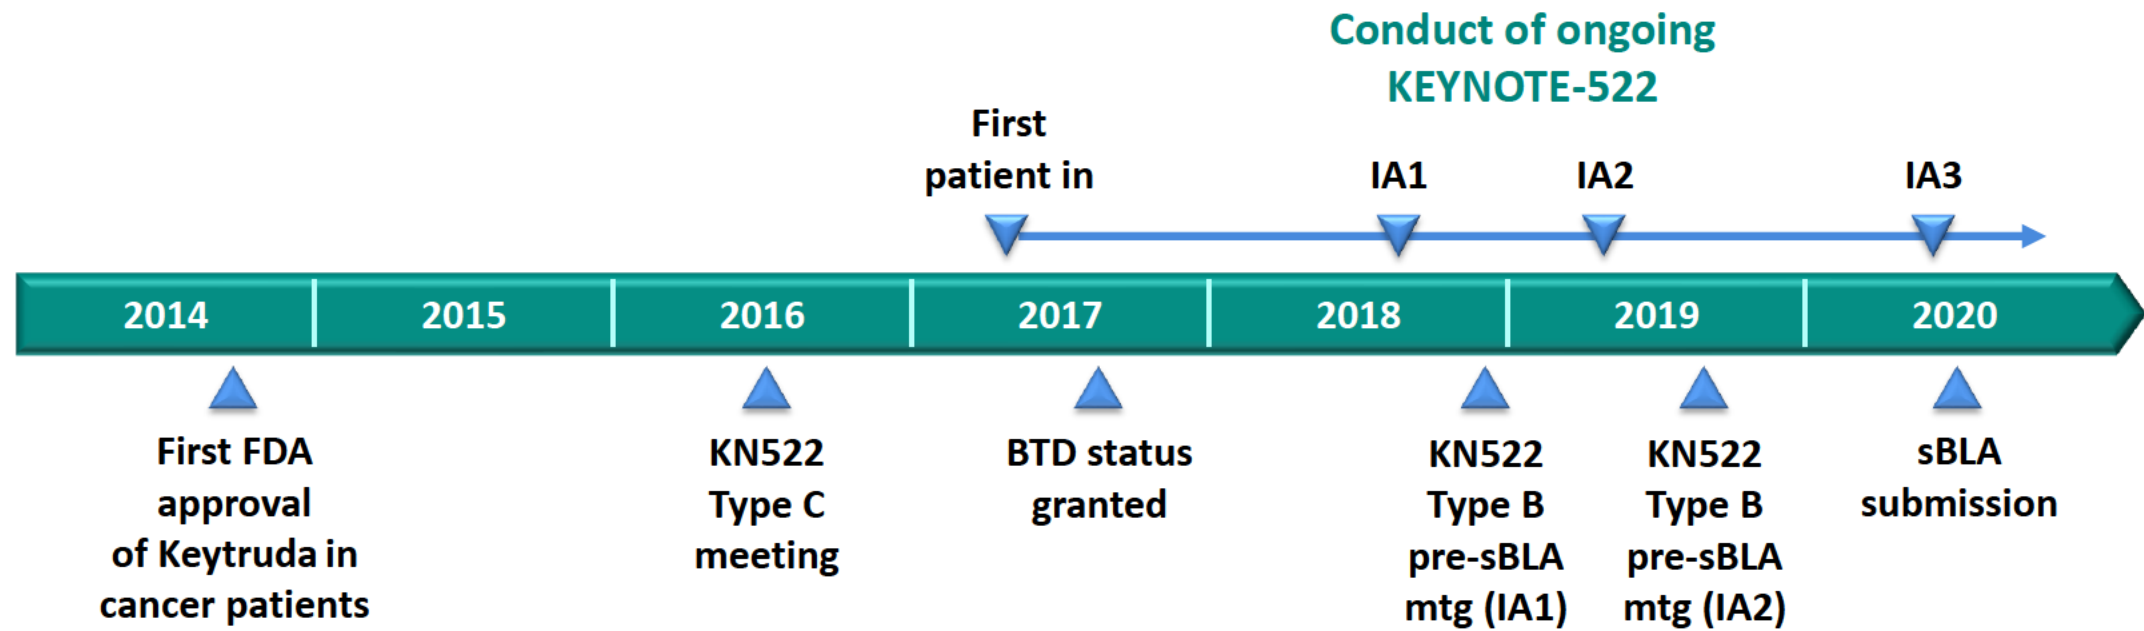 Conduct of ongoing
KEYNOTE-522
First
patient in
IA1
IA2
IA3
2014
2015
2016
2017
2018
2019
2020
First FDA
approval
of Keytruda in
cancer patients
KN522
Type C
meeting
BTD status
granted
KN522
Type B
pre-sBLA
mtg (IA1)
KN522
Type B
pre-sBLA
mtg (IA2)
sBLA
submission